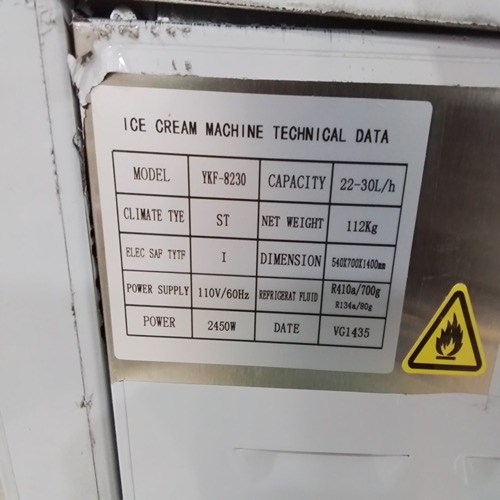 ICE CREAM MACHINE TECHNICAL DATA
MODEL YKF-8230 CAPACITY 22-30L/h
CLIMATE TYE ST NET WEIGHT 112Kg
ELEC SAF TYTF I DIMENSION 540X700X1400mm
POWER SUPPLY 110V/60Hz REFRIGERAT FLUID R410a/700g
R134a/80g
POWER 2450W DATE VG1435